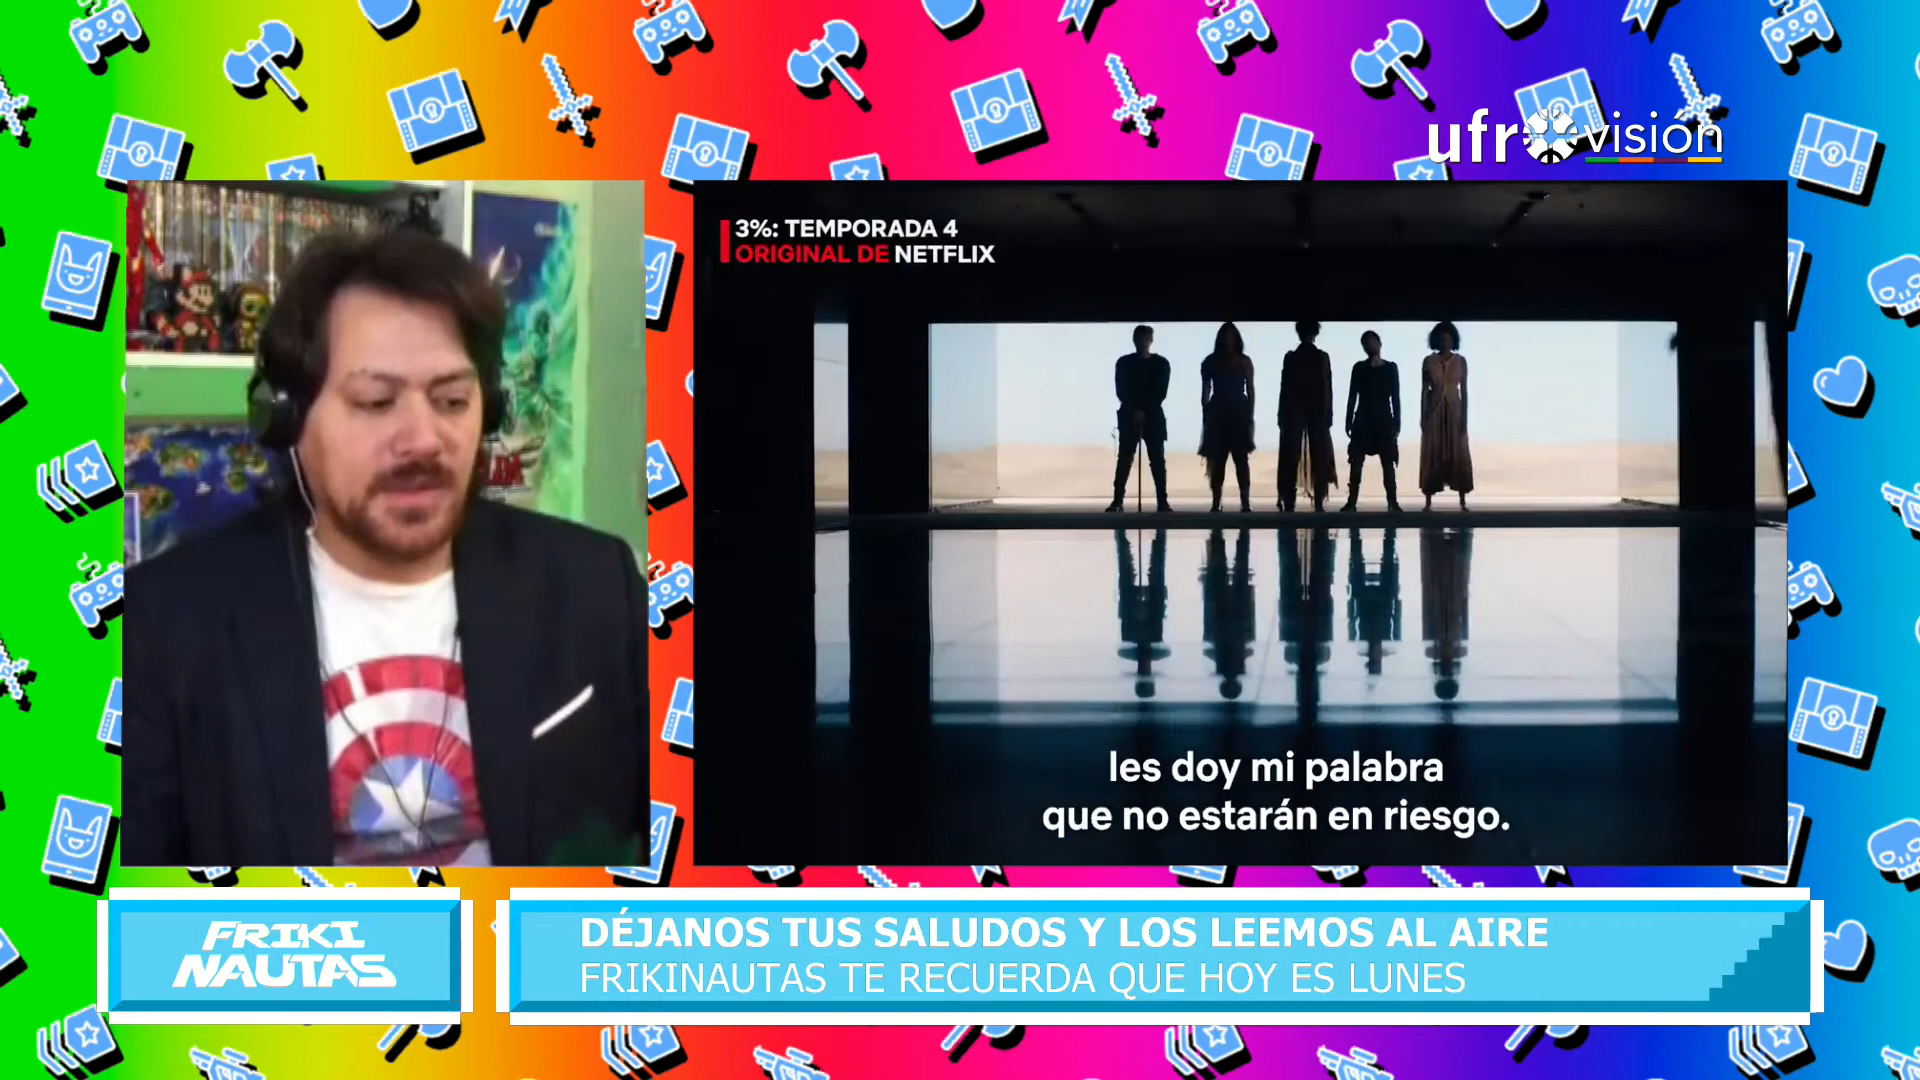 ufrovisión
3%: TEMPORADA 4
ORIGINAL DE NETFLIX
les doy mi palabra
que no estarán en riesgo.
FRIKI
NAUTAS
DÉJANOS TUS SALUDOS Y LOS LEEMOS AL AIRE
FRIKINAUTAS TE RECUERDA QUE HOY ES LUNES